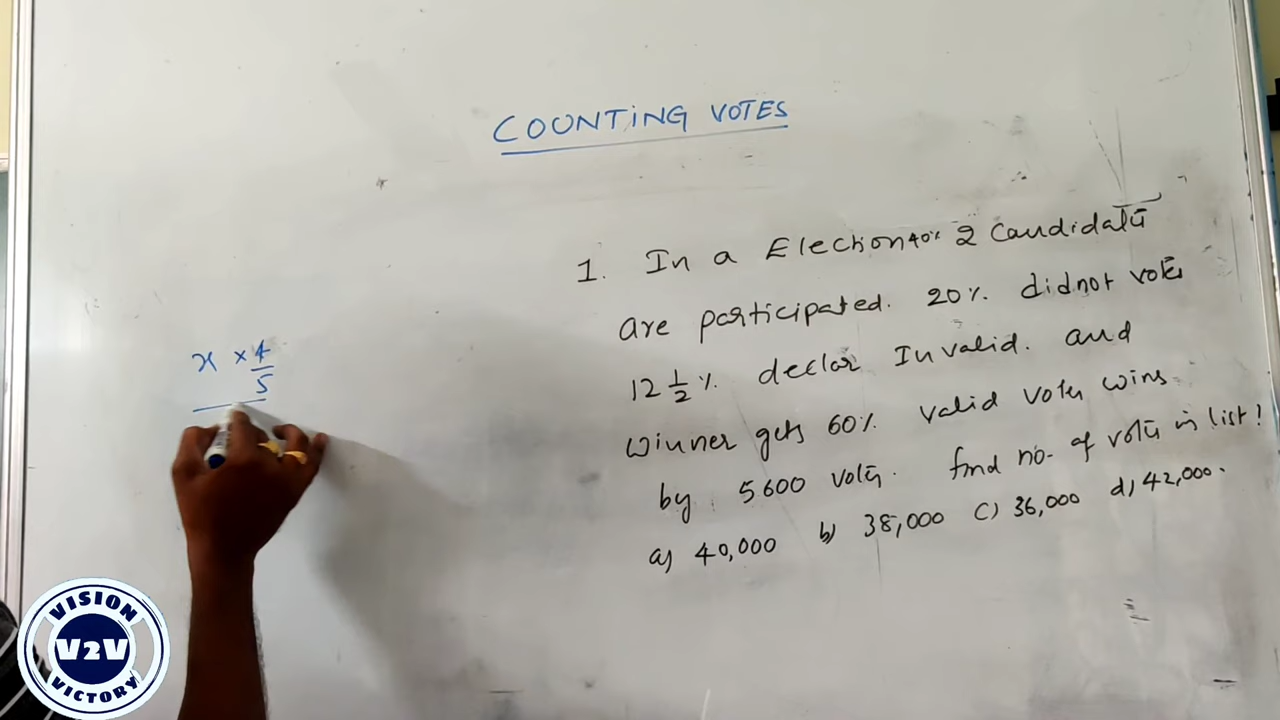 COUNTING VOTES
1. In a Election 40% 2 Candidate
are participated. 20% did not vote
12 1/2 % declar Invalid. and
winner gets 60% valid votes wins
by 5600 votes. find no- of votes in list?
a) 40,000 b) 38,000 c) 36,000 d) 42,000.
x × 4/5
VISION
V2V
VICTORY